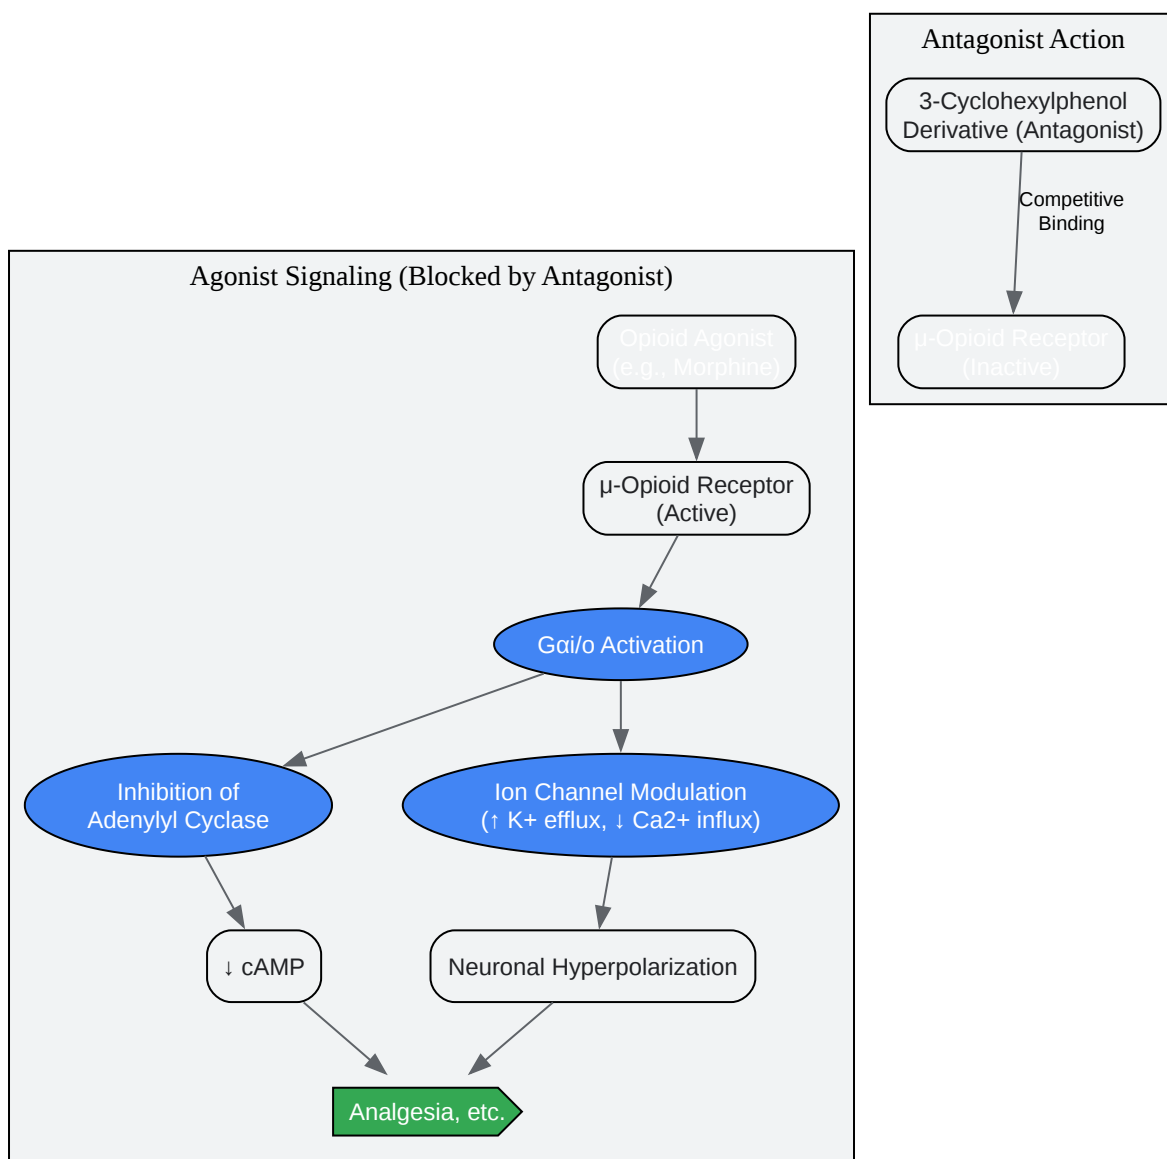 Antagonist Action
3-Cyclohexylphenol
Derivative (Antagonist)
Competitive
Binding
μ-Opioid Receptor
(Inactive)
Agonist Signaling (Blocked by Antagonist)
Opioid Agonist
(e.g., Morphine)
μ-Opioid Receptor
(Active)
Gαi/o Activation
Inhibition of
Adenylyl Cyclase
Ion Channel Modulation
(↑ K+ efflux, ↓ Ca2+ influx)
↓ cAMP
Neuronal Hyperpolarization
Analgesia, etc.